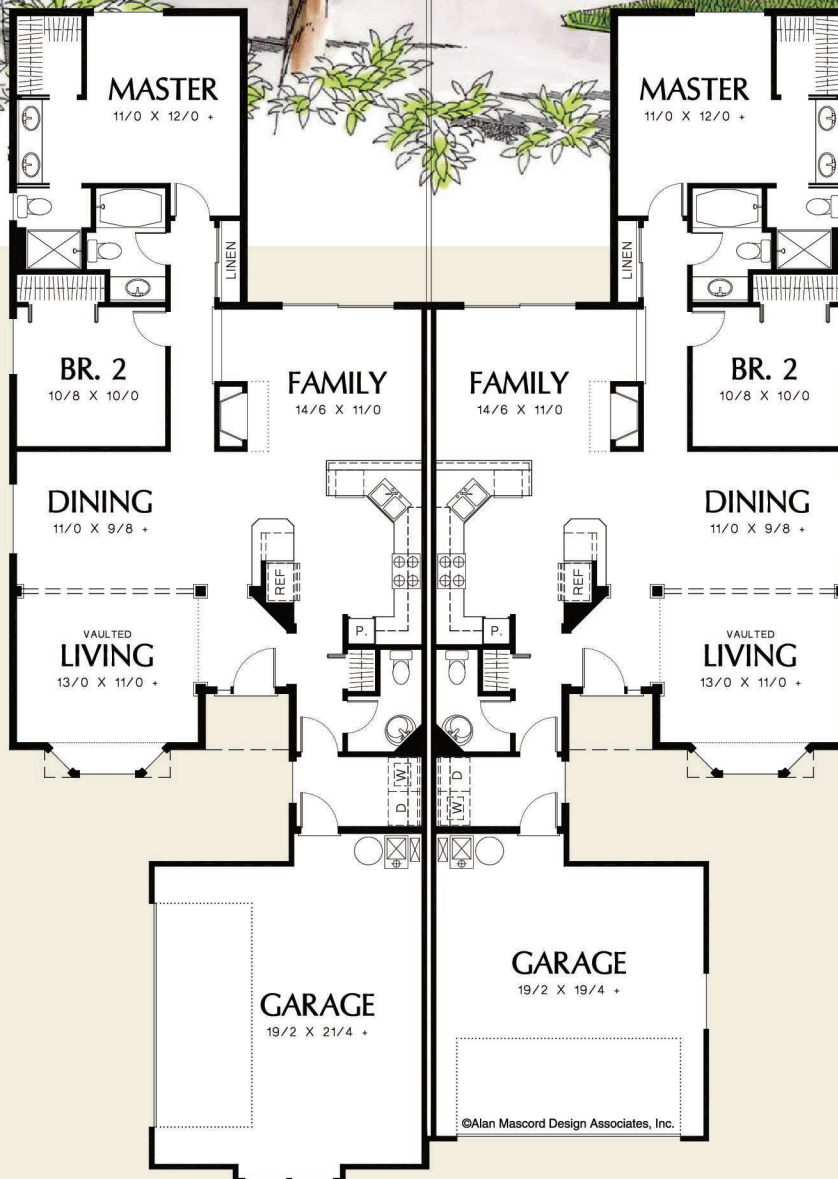 MASTER
11/0 X 12/0 +
LINEN
BR. 2
10/8 X 10/0
FAMILY
14/6 X 11/0
DINING
11/0 X 9/8 +
REF
P.
VAULTED
LIVING
13/0 X 11/0 +
W
D
GARAGE
19/2 X 21/4 +
MASTER
11/0 X 12/0 +
LINEN
FAMILY
14/6 X 11/0
BR. 2
10/8 X 10/0
DINING
11/0 X 9/8 +
REF
P.
VAULTED
LIVING
13/0 X 11/0 +
D
W
GARAGE
19/2 X 19/4 +
©Alan Mascord Design Associates, Inc.